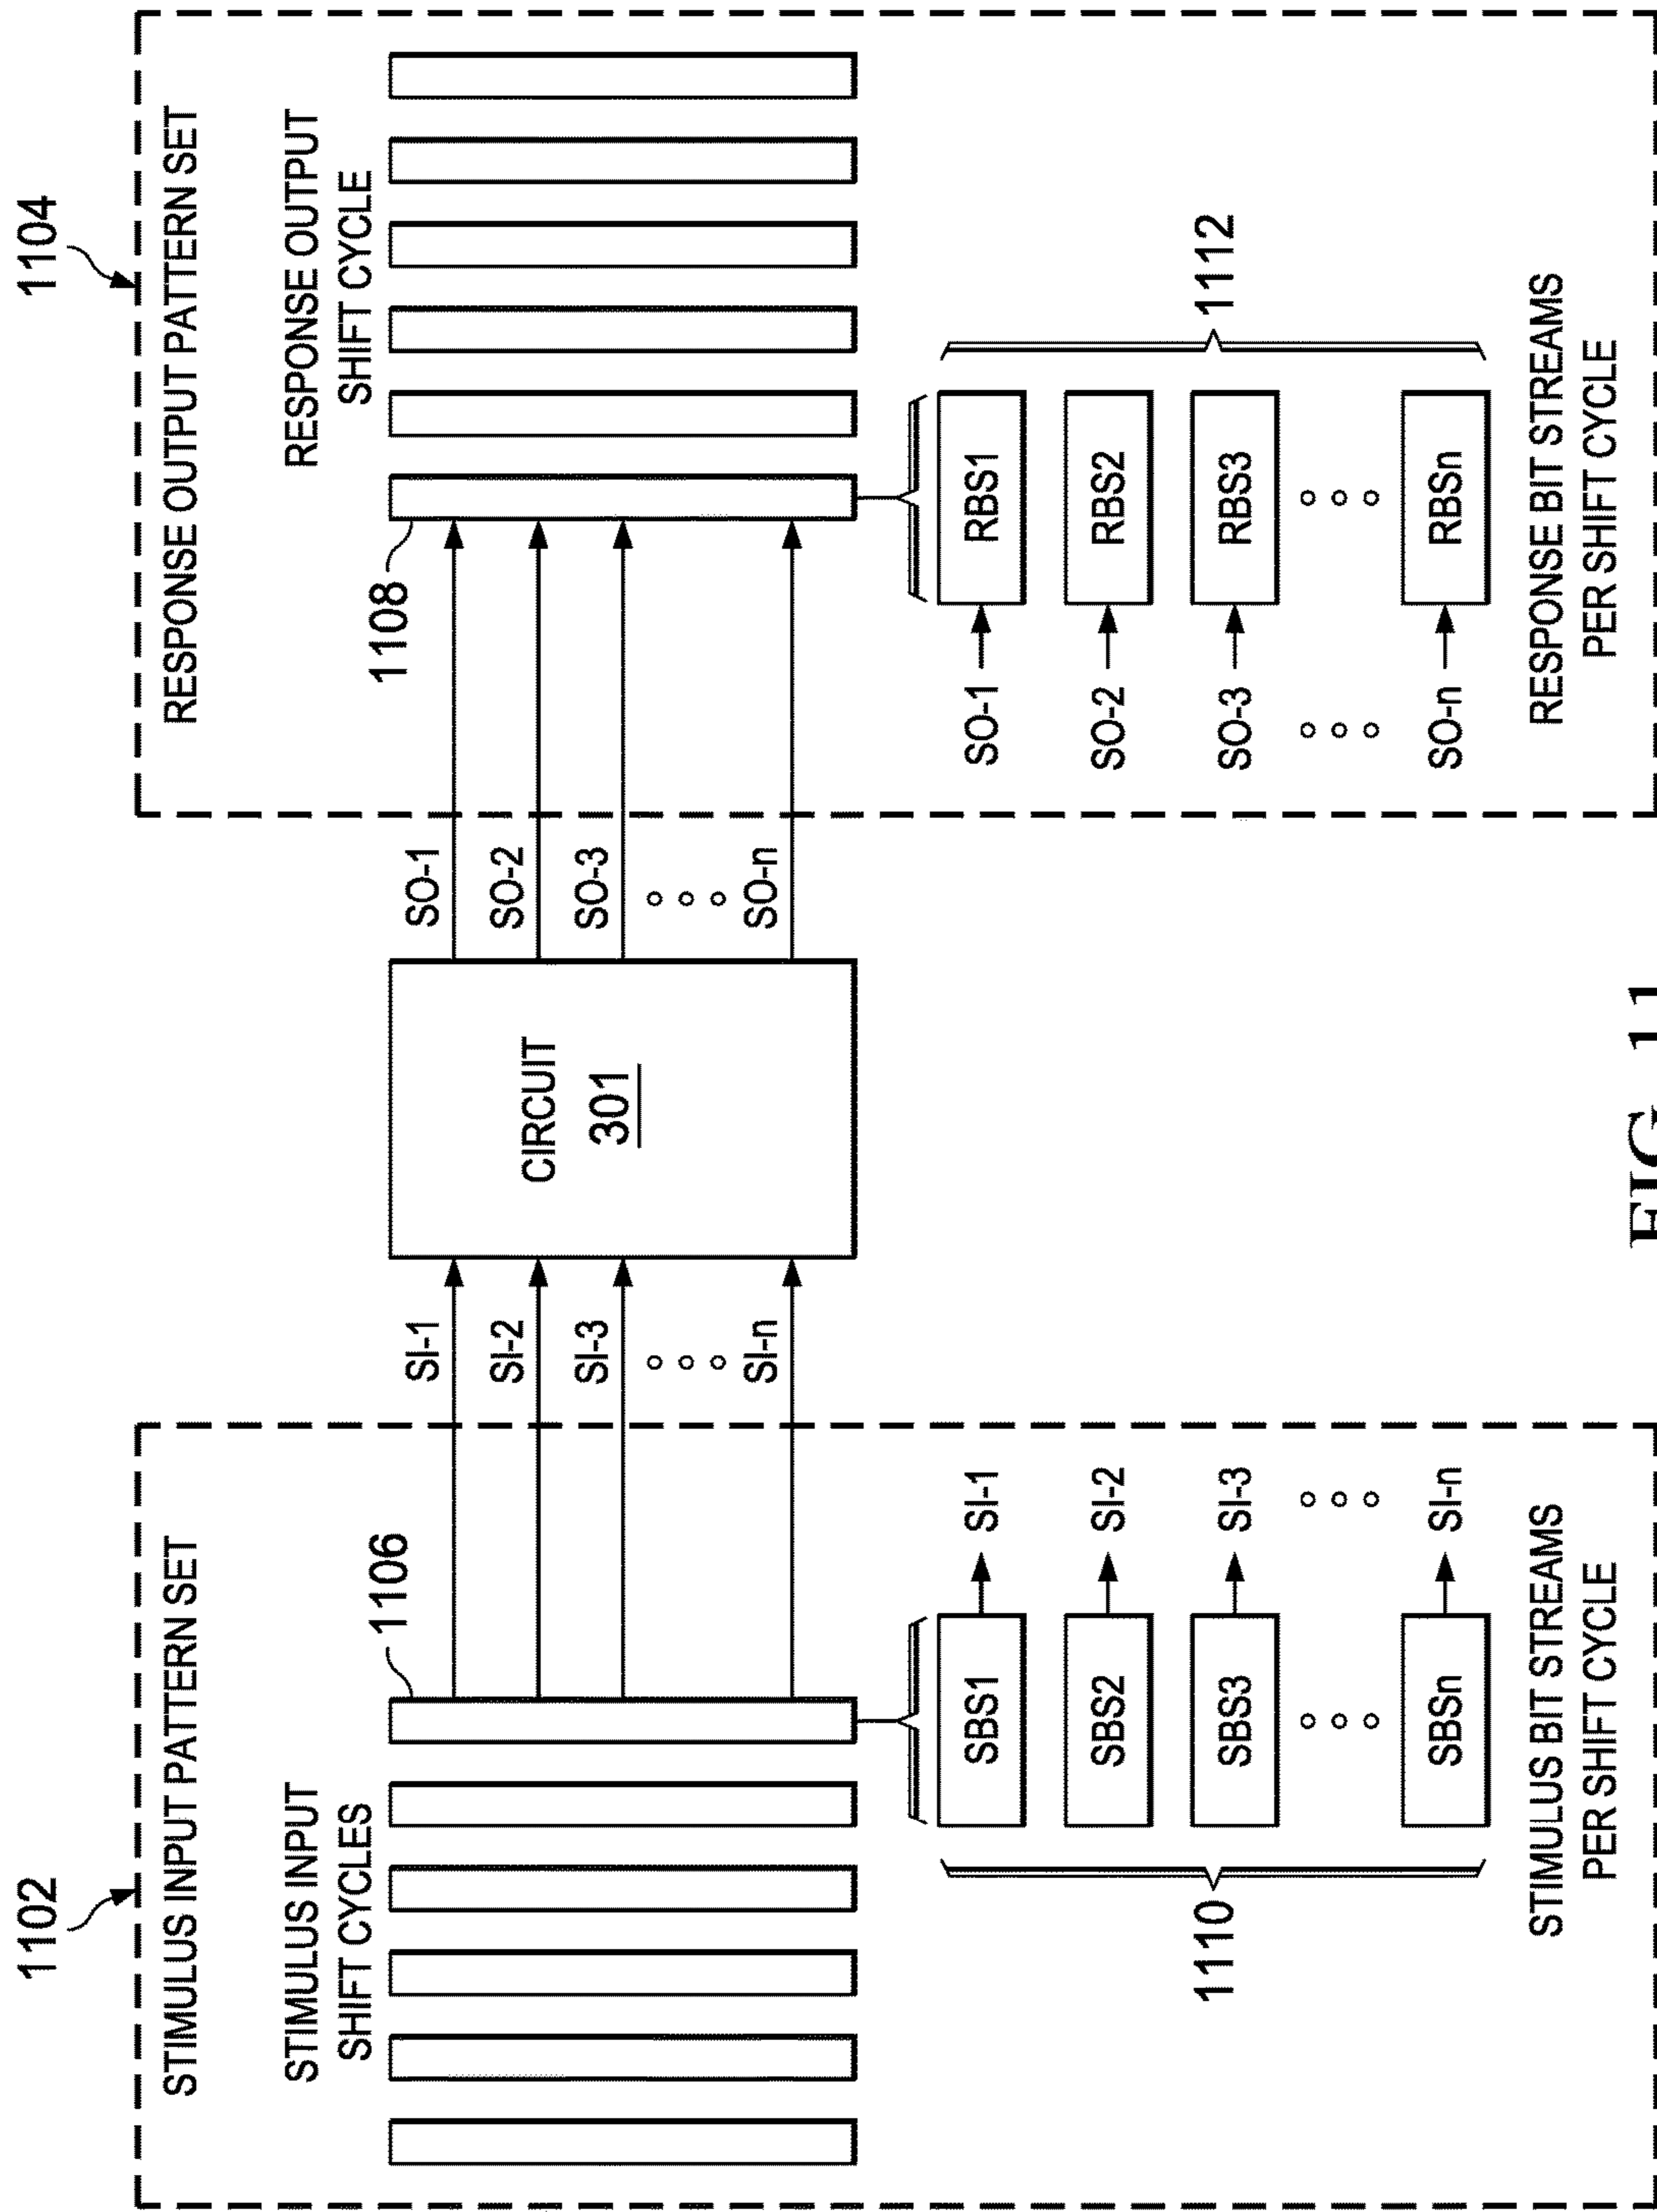 1102
STIMULUS INPUT PATTERN SET
STIMULUS INPUT
SHIFT CYCLES
1106
SI-1
SI-2
SI-3
SI-n
1110
SBS1
SI-1
SBS2
SI-2
SBS3
SI-3
SBSn
SI-n
STIMULUS BIT STREAMS
PER SHIFT CYCLE
CIRCUIT
301
SO-1
SO-2
SO-3
SO-n
1104
RESPONSE OUTPUT PATTERN SET
RESPONSE OUTPUT
SHIFT CYCLE
1108
SO-1
RBS1
SO-2
RBS2
SO-3
RBS3
SO-n
RBSn
1112
RESPONSE BIT STREAMS
PER SHIFT CYCLE
FIG. 11